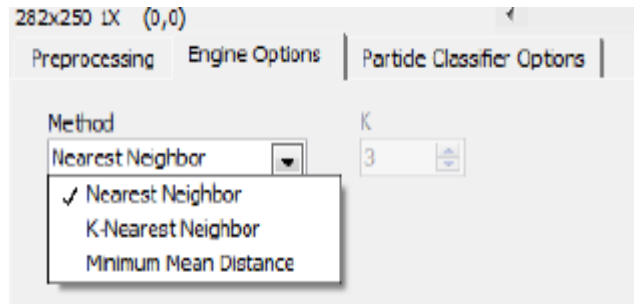 282x250 1X (0,0)
Preprocessing Engine Options Particle Classifier Options
Method K
Nearest Neighbor 3
✓ Nearest Neighbor
K-Nearest Neighbor
Minimum Mean Distance